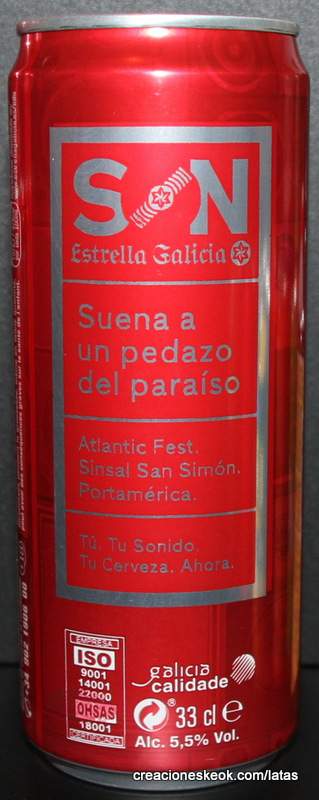 SON
Estrella Galicia
Suena a
un pedazo
del paraíso
Atlantic Fest.
Sinsal San Simón.
Portamérica.
Tú. Tu Sonido.
Tu Cerveza. Ahora.
EMPRESA
ISO
9001
14001
22000
OHSAS
18001
CERTIFICADA
galicia
calidade
®
33 cl e
Alc. 5,5% Vol.
creacioneskeok.com/latas